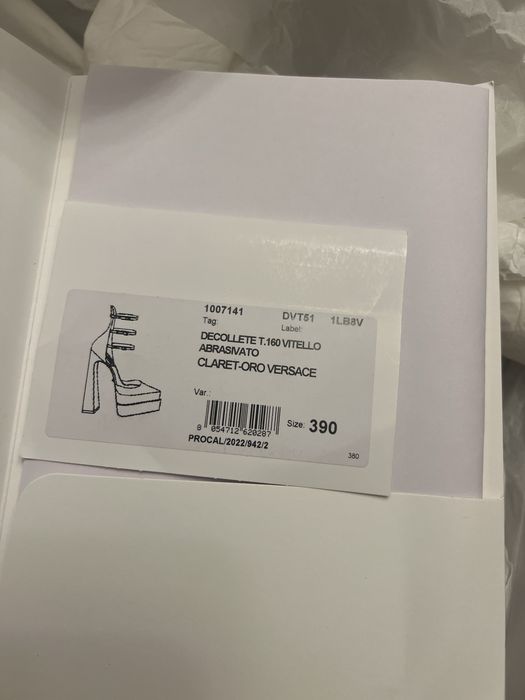 1007141 DVT51 1LB8V
Tag: Label:
DECOLLETE T.160 VITELLO
ABRASIVATO
CLARET-ORO VERSACE
Var.:
Size: 390
8 054712 620287
PROCAL/2022/942/2
380